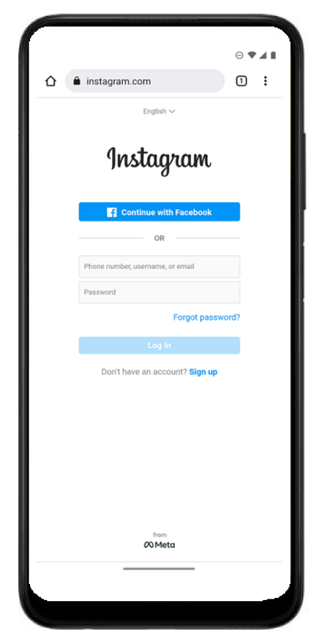 instagram.com
1
English
Instagram
Continue with Facebook
OR
Phone number, username, or email
Password
Forgot password?
Log In
Don't have an account? Sign up
from
Meta